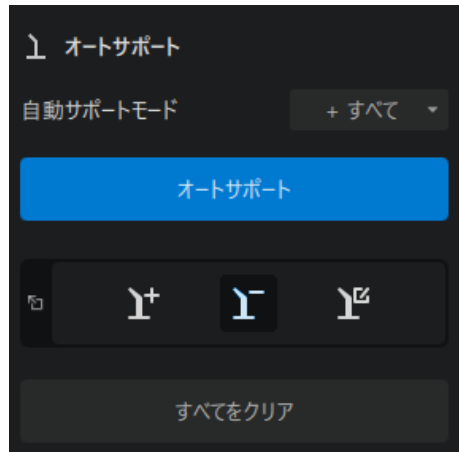 オートサポート
自動サポートモード
+ すべて
オートサポート
すべてをクリア